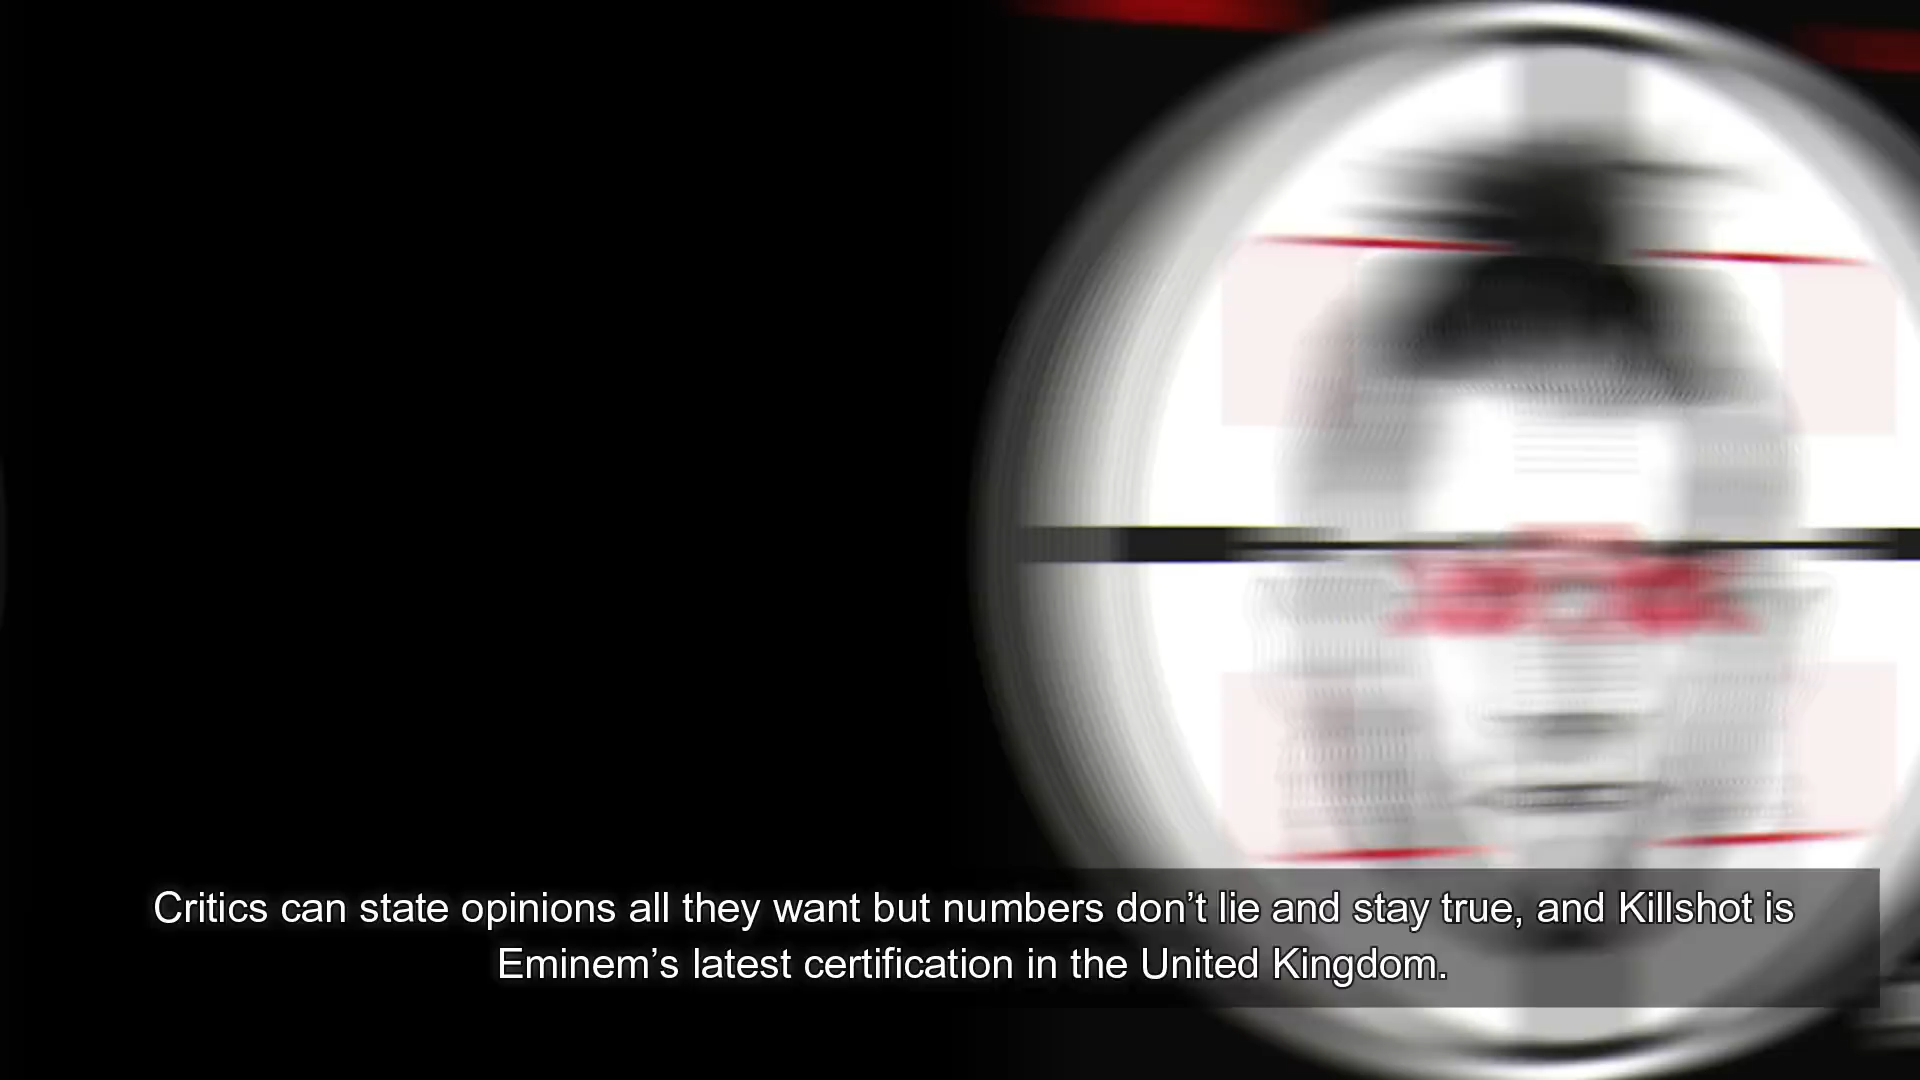 Critics can state opinions all they want but numbers don’t lie and stay true, and Killshot is
Eminem’s latest certification in the United Kingdom.